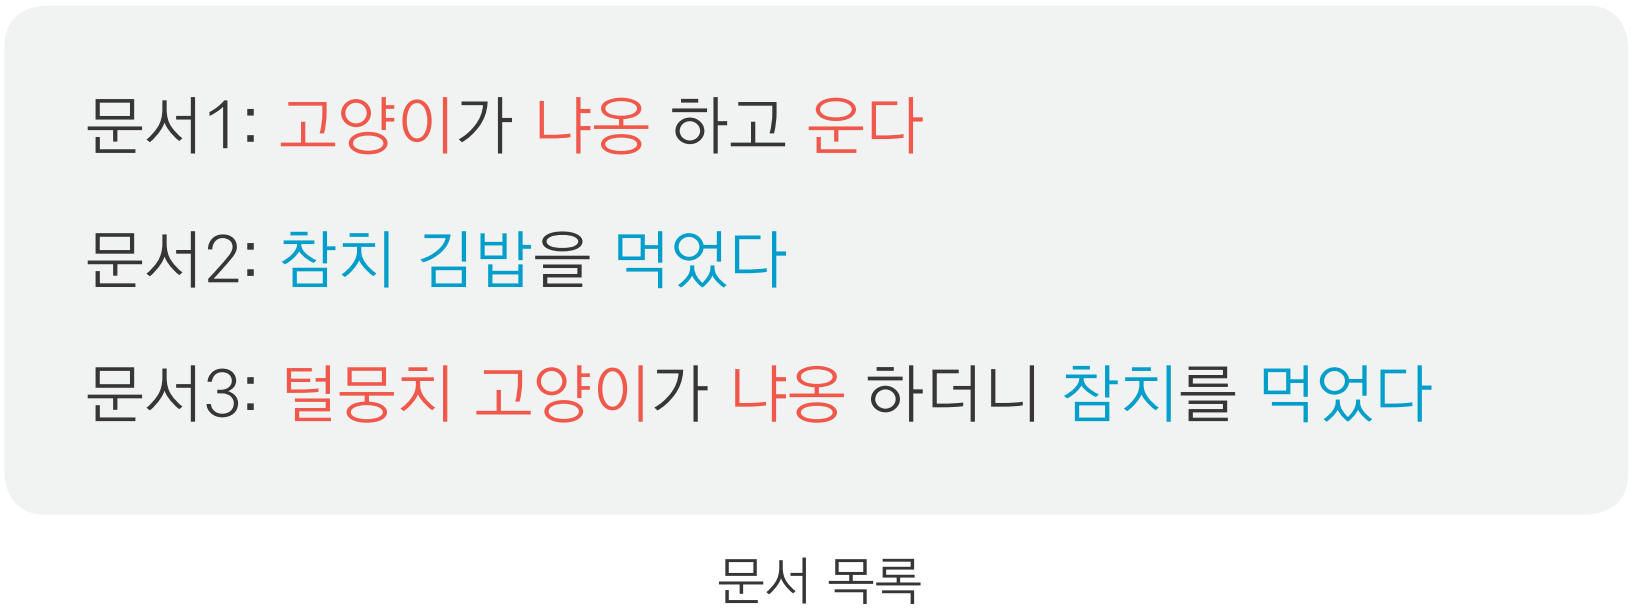 문서1: 고양이가 냐옹 하고 운다
문서2: 참치 김밥을 먹었다
문서3: 털뭉치 고양이가 냐옹 하더니 참치를 먹었다
문서 목록